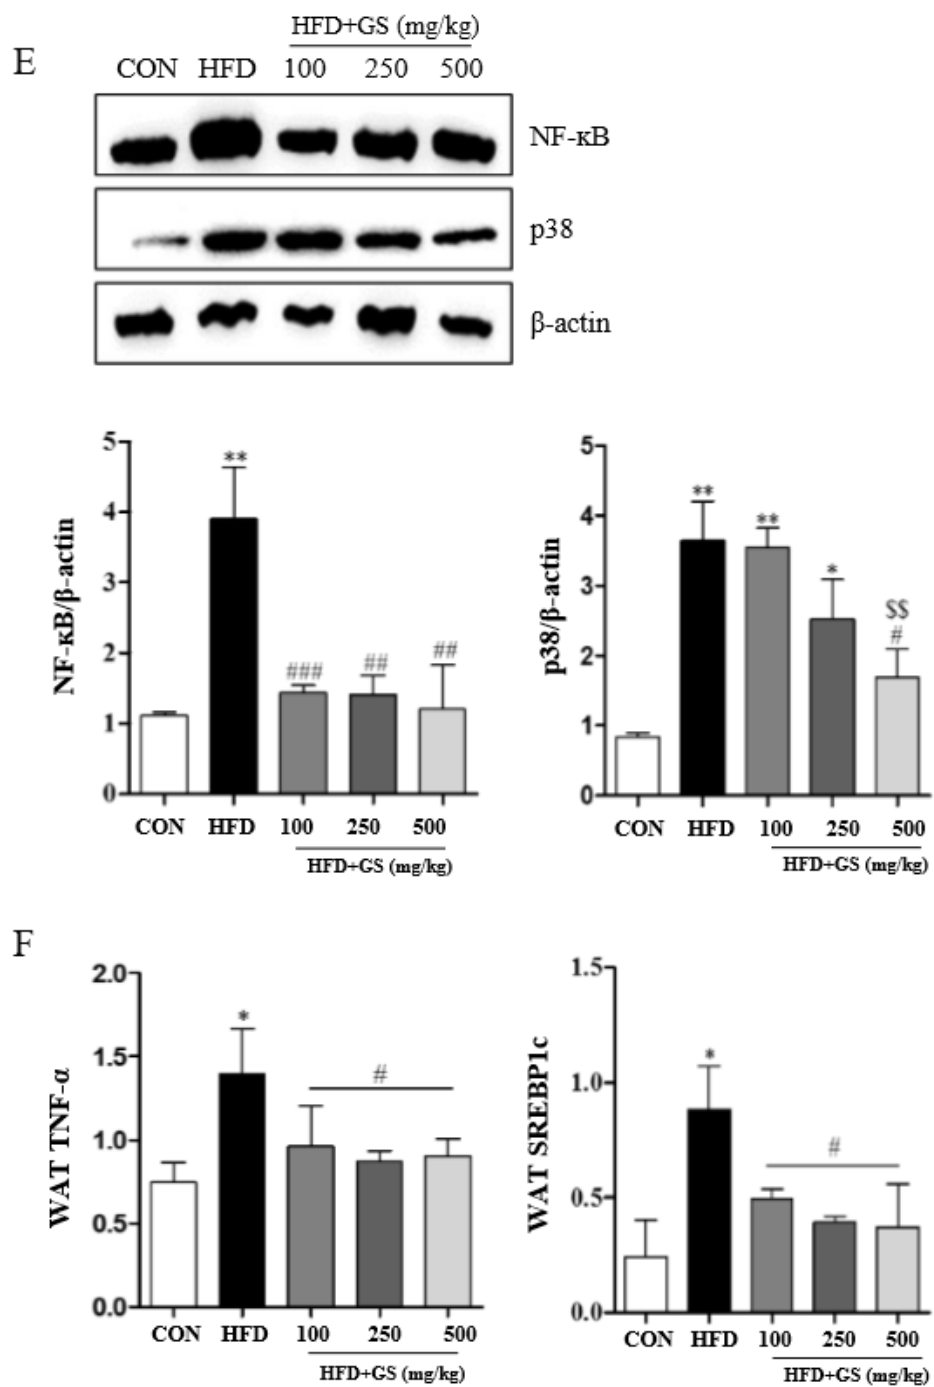 E
HFD+GS (mg/kg)
CON HFD 100 250 500
NF-κB
p38
β-actin
NF-κB/β-actin
5
4
3
2
1
0
**
###
##
##
CON HFD 100 250 500
HFD+GS (mg/kg)
p38/β-actin
5
4
3
2
1
0
**
**
*
$$
#
CON HFD 100 250 500
HFD+GS (mg/kg)
F
WAT TNF-α
2.0
1.5
1.0
0.5
0.0
*
#
CON HFD 100 250 500
HFD+GS (mg/kg)
WAT SREBP1c
1.5
1.0
0.5
0.0
*
#
CON HFD 100 250 500
HFD+GS (mg/kg)